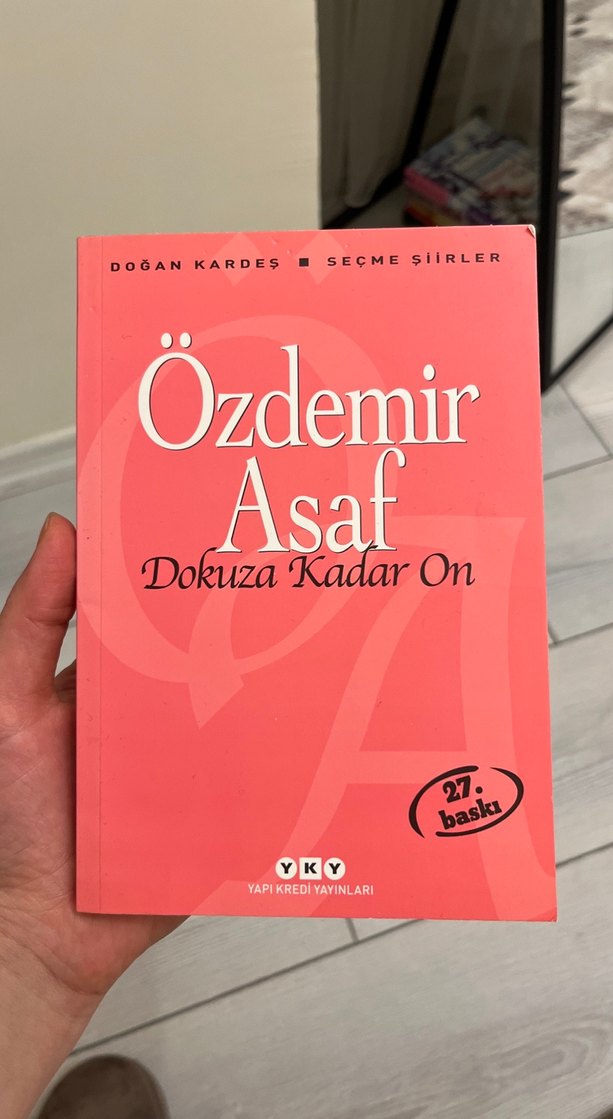 DOĞAN KARDEŞ ■ SEÇME ŞİİRLER
Özdemir
Asaf
Dokuza Kadar On
27.
baskı
YKY
YAPI KREDİ YAYINLARI